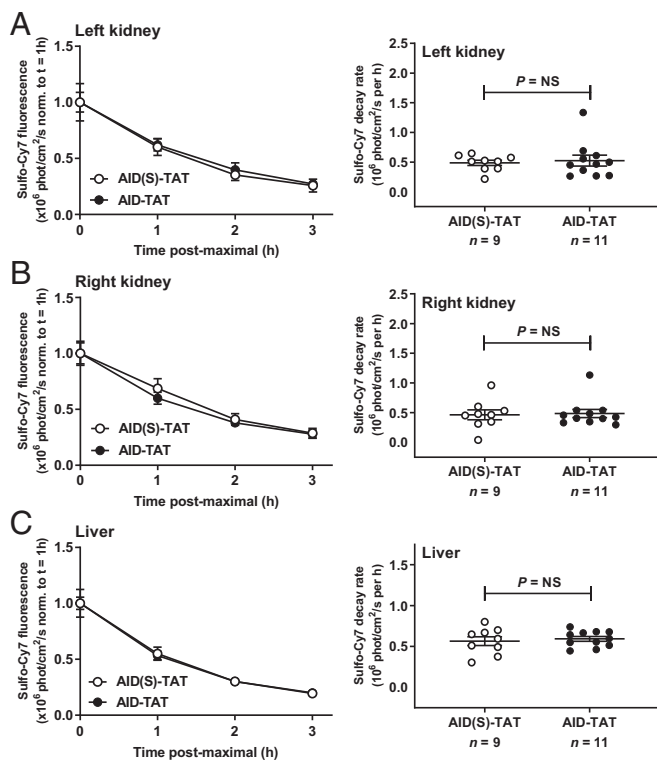 A
Left kidney
Sulfo-Cy7 fluorescence
(x10⁶ phot/cm²/s norm. to t = 1h)
1.5
1.0
0.5
0.0
AID(S)-TAT
AID-TAT
0 1 2 3
Time post-maximal (h)
Left kidney
Sulfo-Cy7 decay rate
(10⁶ phot/cm²/s per h)
2.5
2.0
1.5
1.0
0.5
0.0
P = NS
AID(S)-TAT AID-TAT
n = 9 n = 11
B
Right kidney
Sulfo-Cy7 fluorescence
(x10⁶ phot/cm²/s norm. to t = 1h)
1.5
1.0
0.5
0.0
AID(S)-TAT
AID-TAT
0 1 2 3
Time post-maximal (h)
Right kidney
Sulfo-Cy7 decay rate
(10⁶ phot/cm²/s per h)
2.5
2.0
1.5
1.0
0.5
0.0
P = NS
AID(S)-TAT AID-TAT
n = 9 n = 11
C
Liver
Sulfo-Cy7 fluorescence
(x10⁶ phot/cm²/s norm. to t = 1h)
1.5
1.0
0.5
0.0
AID(S)-TAT
AID-TAT
0 1 2 3
Time post-maximal (h)
Liver
Sulfo-Cy7 decay rate
(10⁶ phot/cm²/s per h)
1.5
1.0
0.5
0.0
P = NS
AID(S)-TAT AID-TAT
n = 9 n = 11